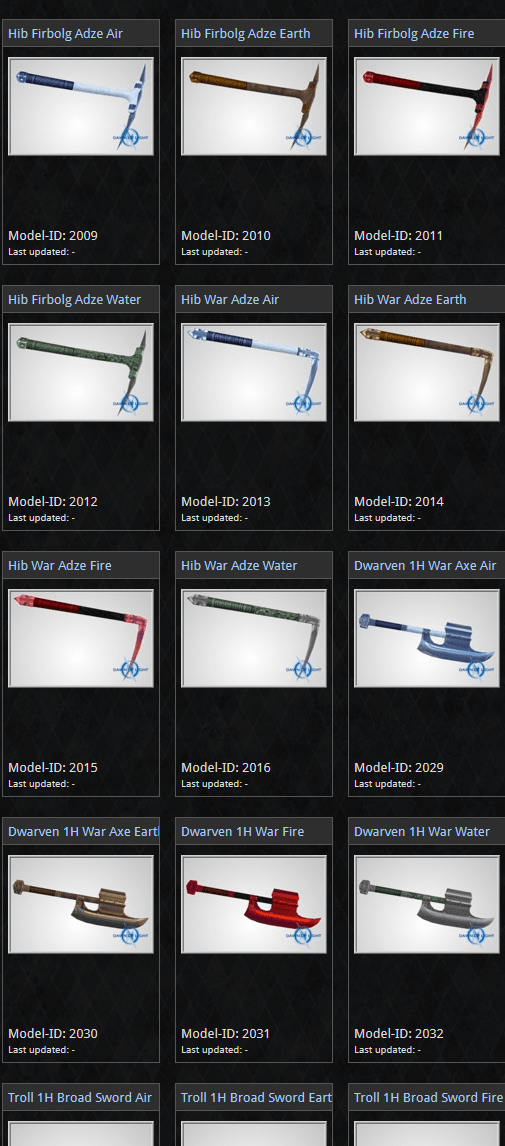 Hib Firbolg Adze Air
Hib Firbolg Adze Earth
Hib Firbolg Adze Fire
Model-ID: 2009
Model-ID: 2010
Model-ID: 2011
Last updated: -
Last updated: -
Last updated: -
Hib Firbolg Adze Water
Hib War Adze Air
Hib War Adze Earth
Model-ID: 2012
Model-ID: 2013
Model-ID: 2014
Last updated: -
Last updated: -
Last updated: -
Hib War Adze Fire
Hib War Adze Water
Dwarven 1H War Axe Air
Model-ID: 2015
Model-ID: 2016
Model-ID: 2029
Last updated: -
Last updated: -
Last updated: -
Dwarven 1H War Axe Eart
Dwarven 1H War Fire
Dwarven 1H War Water
Model-ID: 2030
Model-ID: 2031
Model-ID: 2032
Last updated: -
Last updated: -
Last updated: -
Troll 1H Broad Sword Air
Troll 1H Broad Sword Eart
Troll 1H Broad Sword Fire